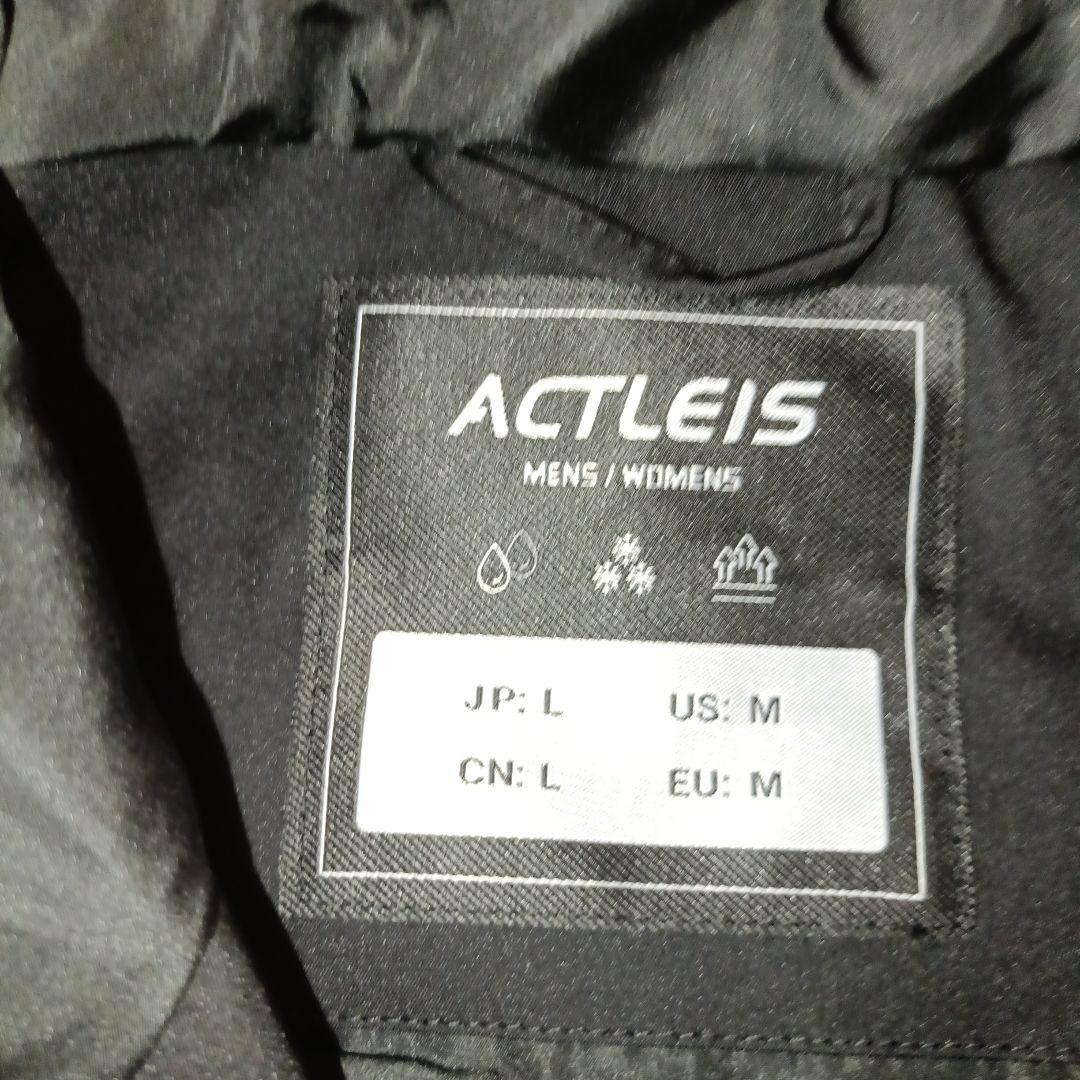 ACTLEIS
MENS / WOMENS
JP: L US: M
CN: L EU: M